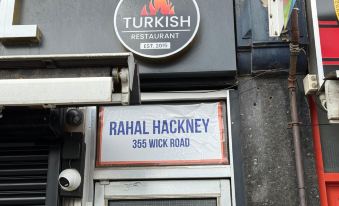 TURKISH
RESTAURANT
EST. 2015
RAHAL HACKNEY
355 WICK ROAD